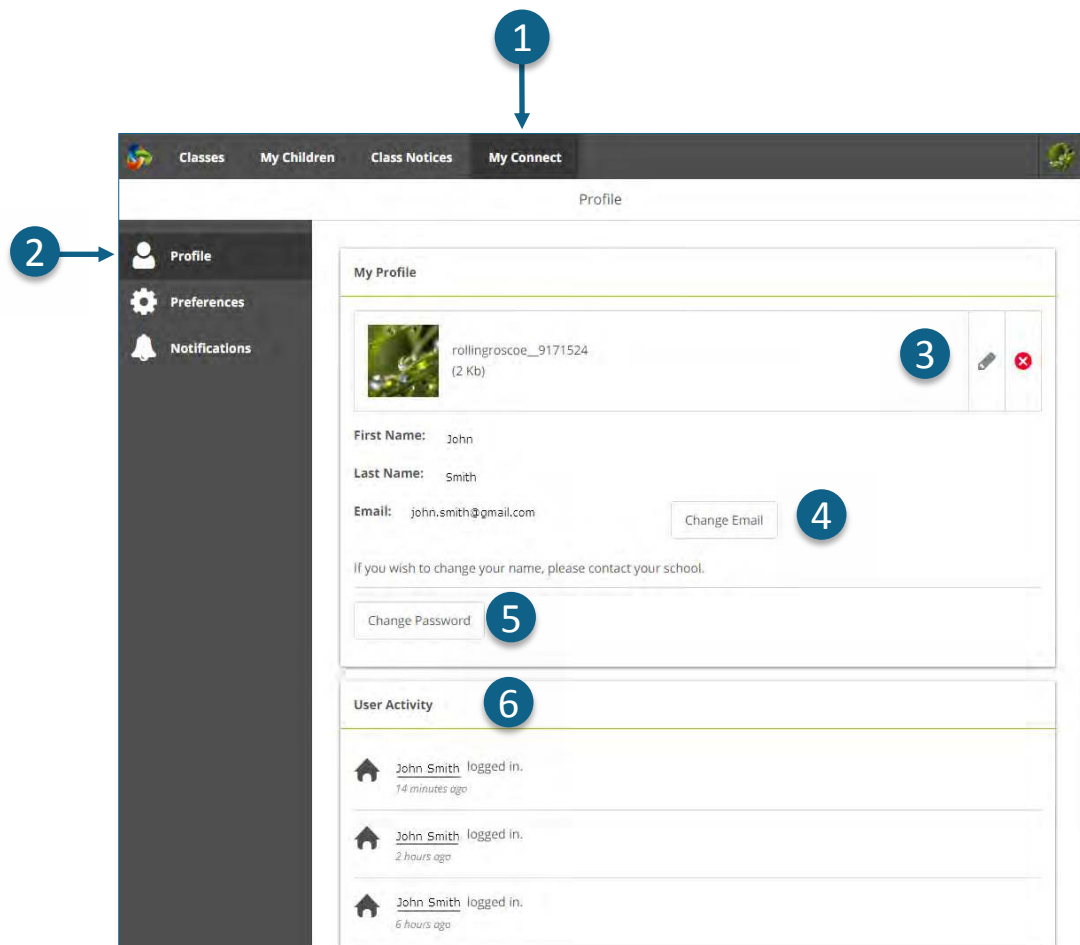 1
Classes My Children Class Notices My Connect
Profile
2
Profile
Preferences
Notifications
My Profile
rollingroscoe__9171524
(2 Kb)
3
First Name: John
Last Name: Smith
Email: john.smith@gmail.com
Change Email
4
If you wish to change your name, please contact your school.
Change Password
5
User Activity
6
John Smith logged in.
14 minutes ago
John Smith logged in.
2 hours ago
John Smith logged in.
6 hours ago